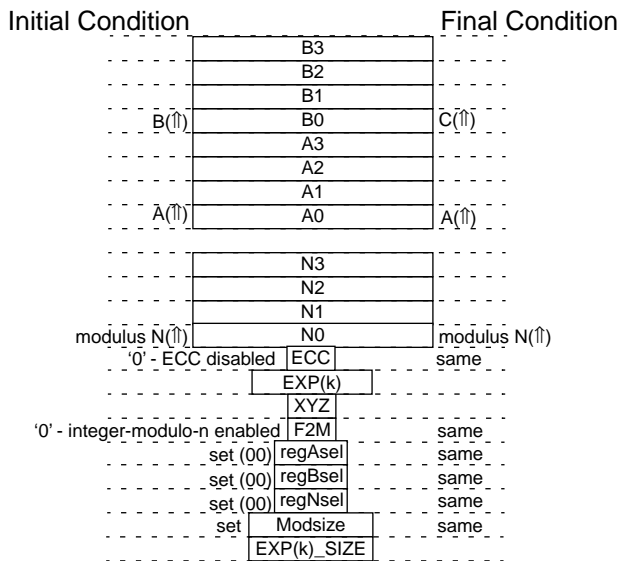 Initial Condition Final Condition
B3
B2
B1
B(⇑) B0 C(⇑)
A3
A2
A1
A(⇑) A0 A(⇑)
N3
N2
N1
modulus N(⇑) N0 modulus N(⇑)
‘0’ - ECC disabled ECC same
EXP(k)
XYZ
‘0’ - integer-modulo-n enabled F2M same
set (00) regAsel same
set (00) regBsel same
set (00) regNsel same
set Modsize same
EXP(k)_SIZE